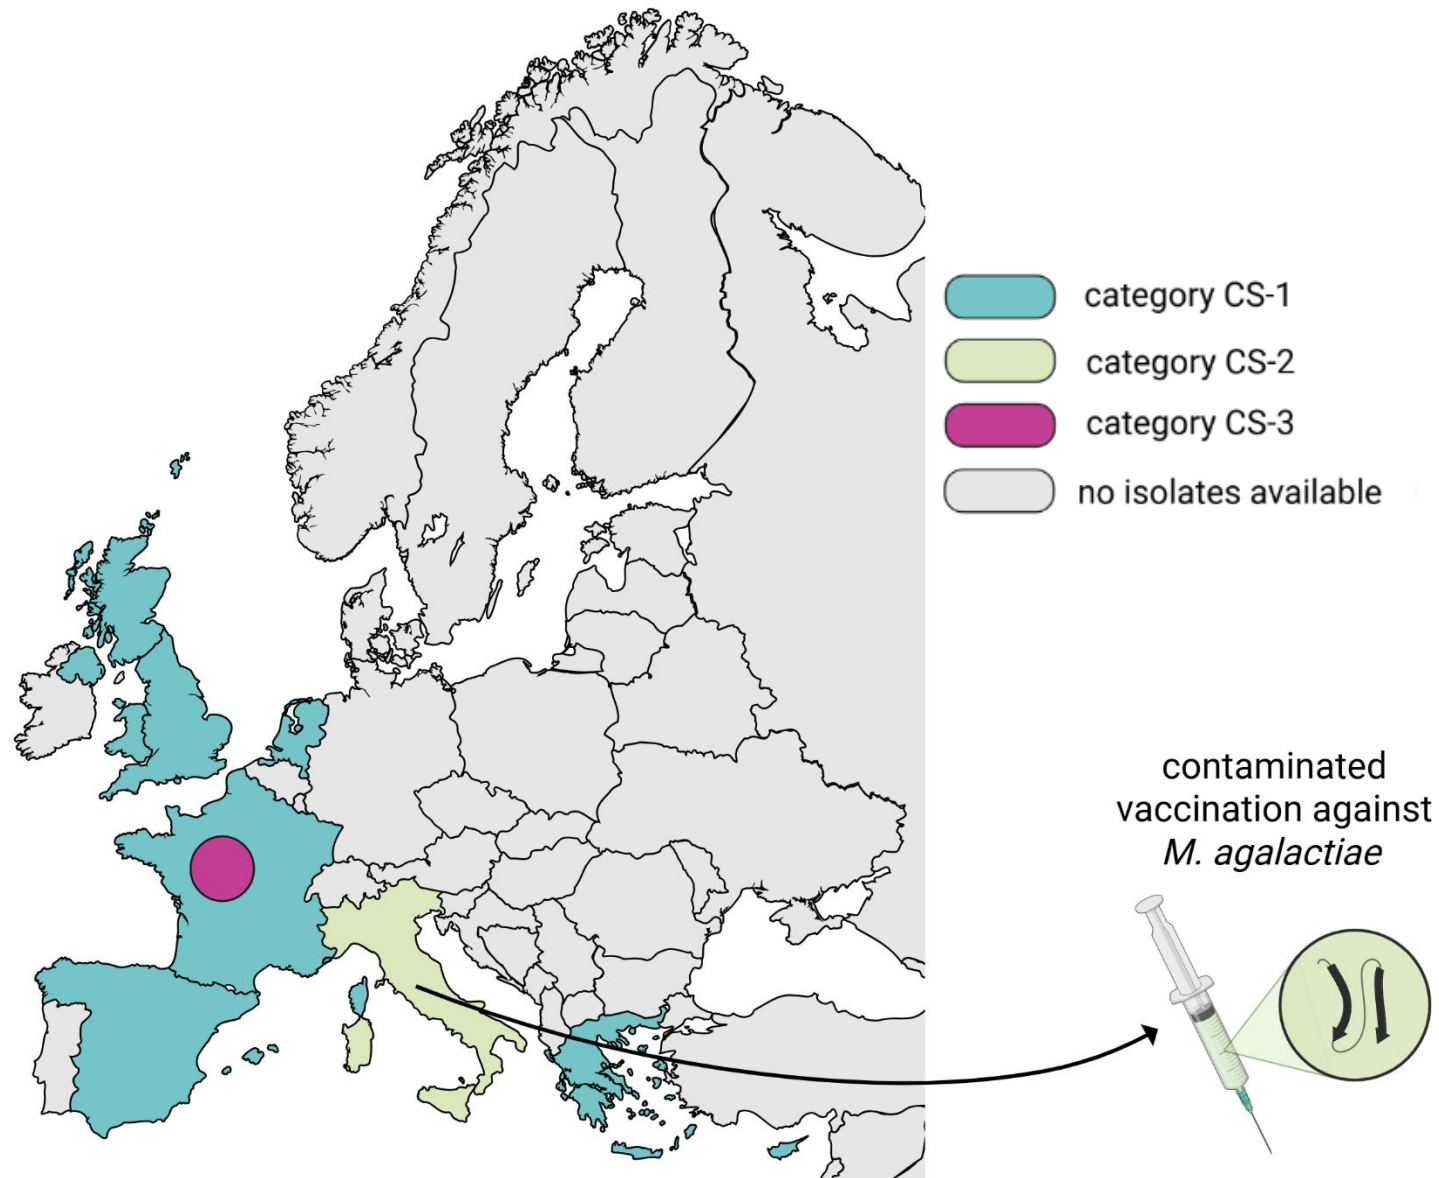 category CS-1
category CS-2
category CS-3
no isolates available
contaminated
vaccination against
M. agalactiae